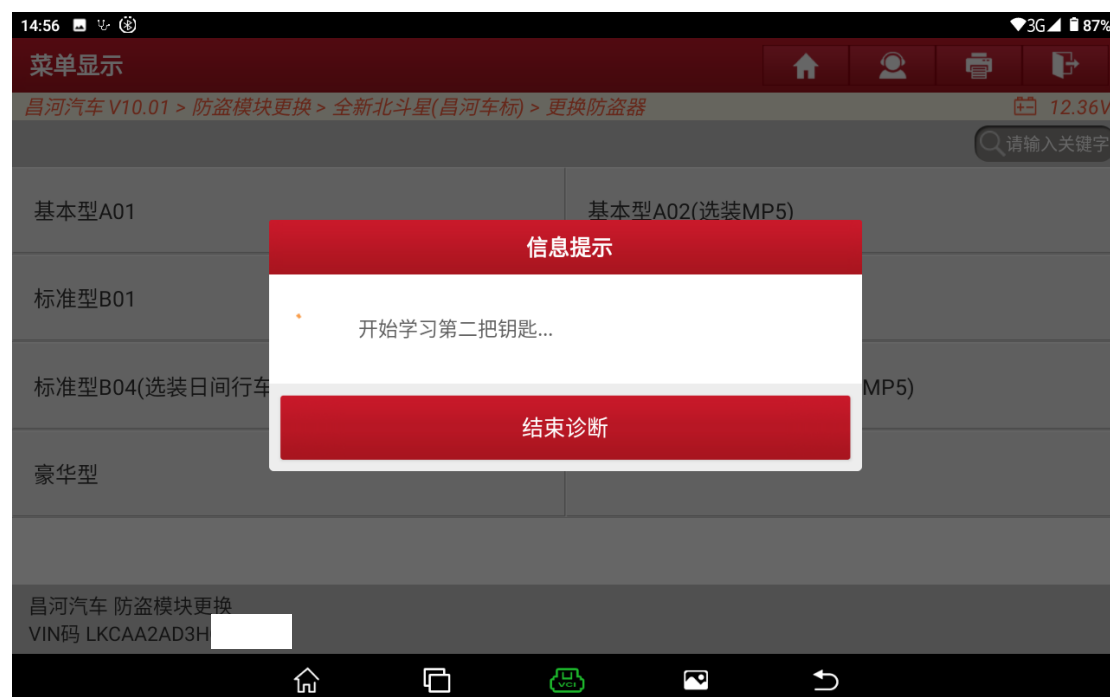 14:56 3G 87%
菜单显示
昌河汽车 V10.01 > 防盗模块更换 > 全新北斗星(昌河车标) > 更换防盗器 12.36V
请输入关键字
基本型A01 基本型A02(选装MP5)
信息提示
标准型B01
开始学习第二把钥匙...
标准型B04(选装日间行车 MP5)
结束诊断
豪华型
昌河汽车 防盗模块更换
VIN码 LKCAA2AD3H
VCI